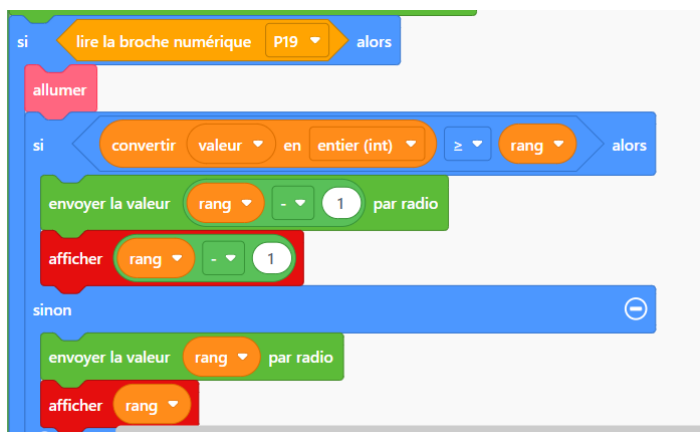 si lire la broche numérique P19 alors
allumer
si convertir valeur en entier (int) ≥ rang alors
envoyer la valeur rang - 1 par radio
afficher rang - 1
sinon
envoyer la valeur rang par radio
afficher rang